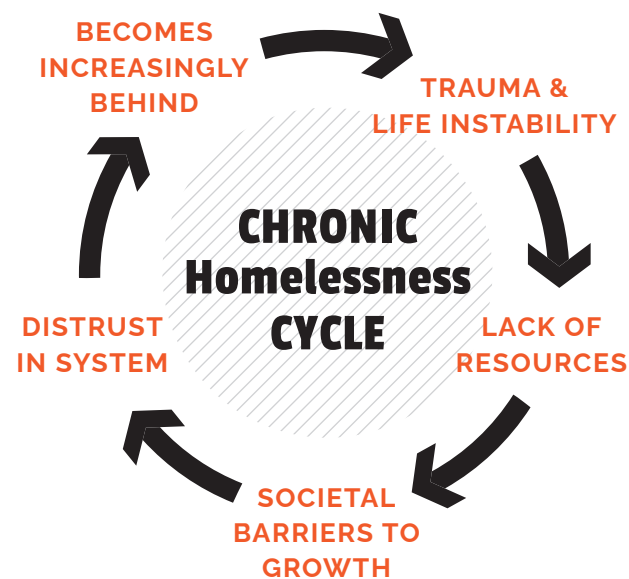 BECOMES
INCREASINGLY
BEHIND
TRAUMA &
LIFE INSTABILITY
CHRONIC
Homelessness
CYCLE
DISTRUST
IN SYSTEM
LACK OF
RESOURCES
SOCIETAL
BARRIERS TO
GROWTH